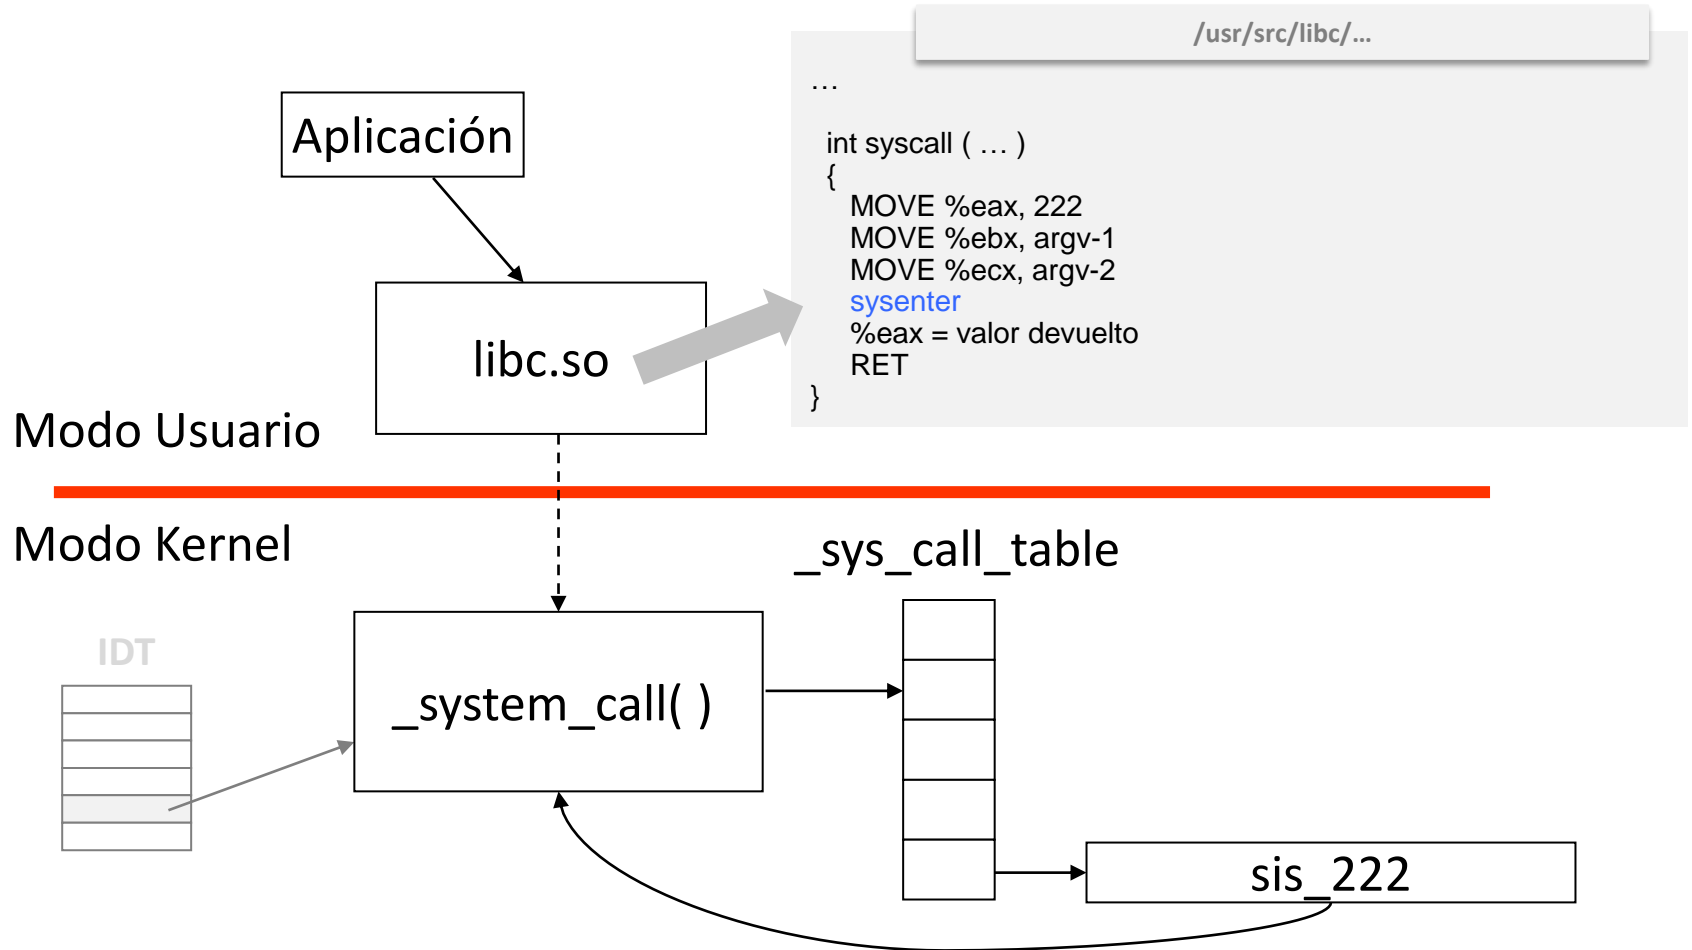 /usr/src/libc/…
…
int syscall ( … )
{
MOVE %eax, 222
MOVE %ebx, argv-1
MOVE %ecx, argv-2
sysenter
%eax = valor devuelto
RET
}
Aplicación
libc.so
Modo Usuario
Modo Kernel
_sys_call_table
IDT
_system_call( )
sis_222